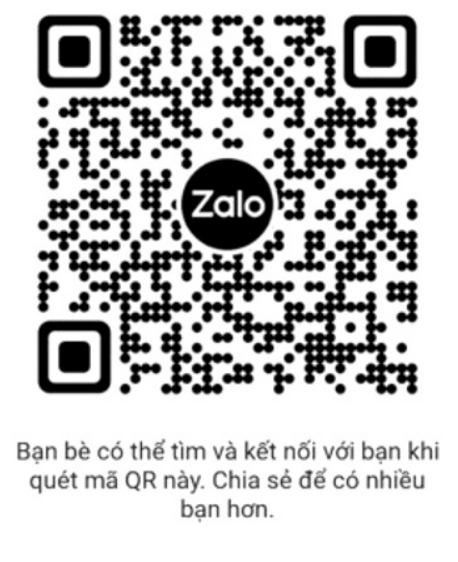 Zalo
Bạn bè có thể tìm và kết nối với bạn khi
quét mã QR này. Chia sẻ để có nhiều
bạn hơn.